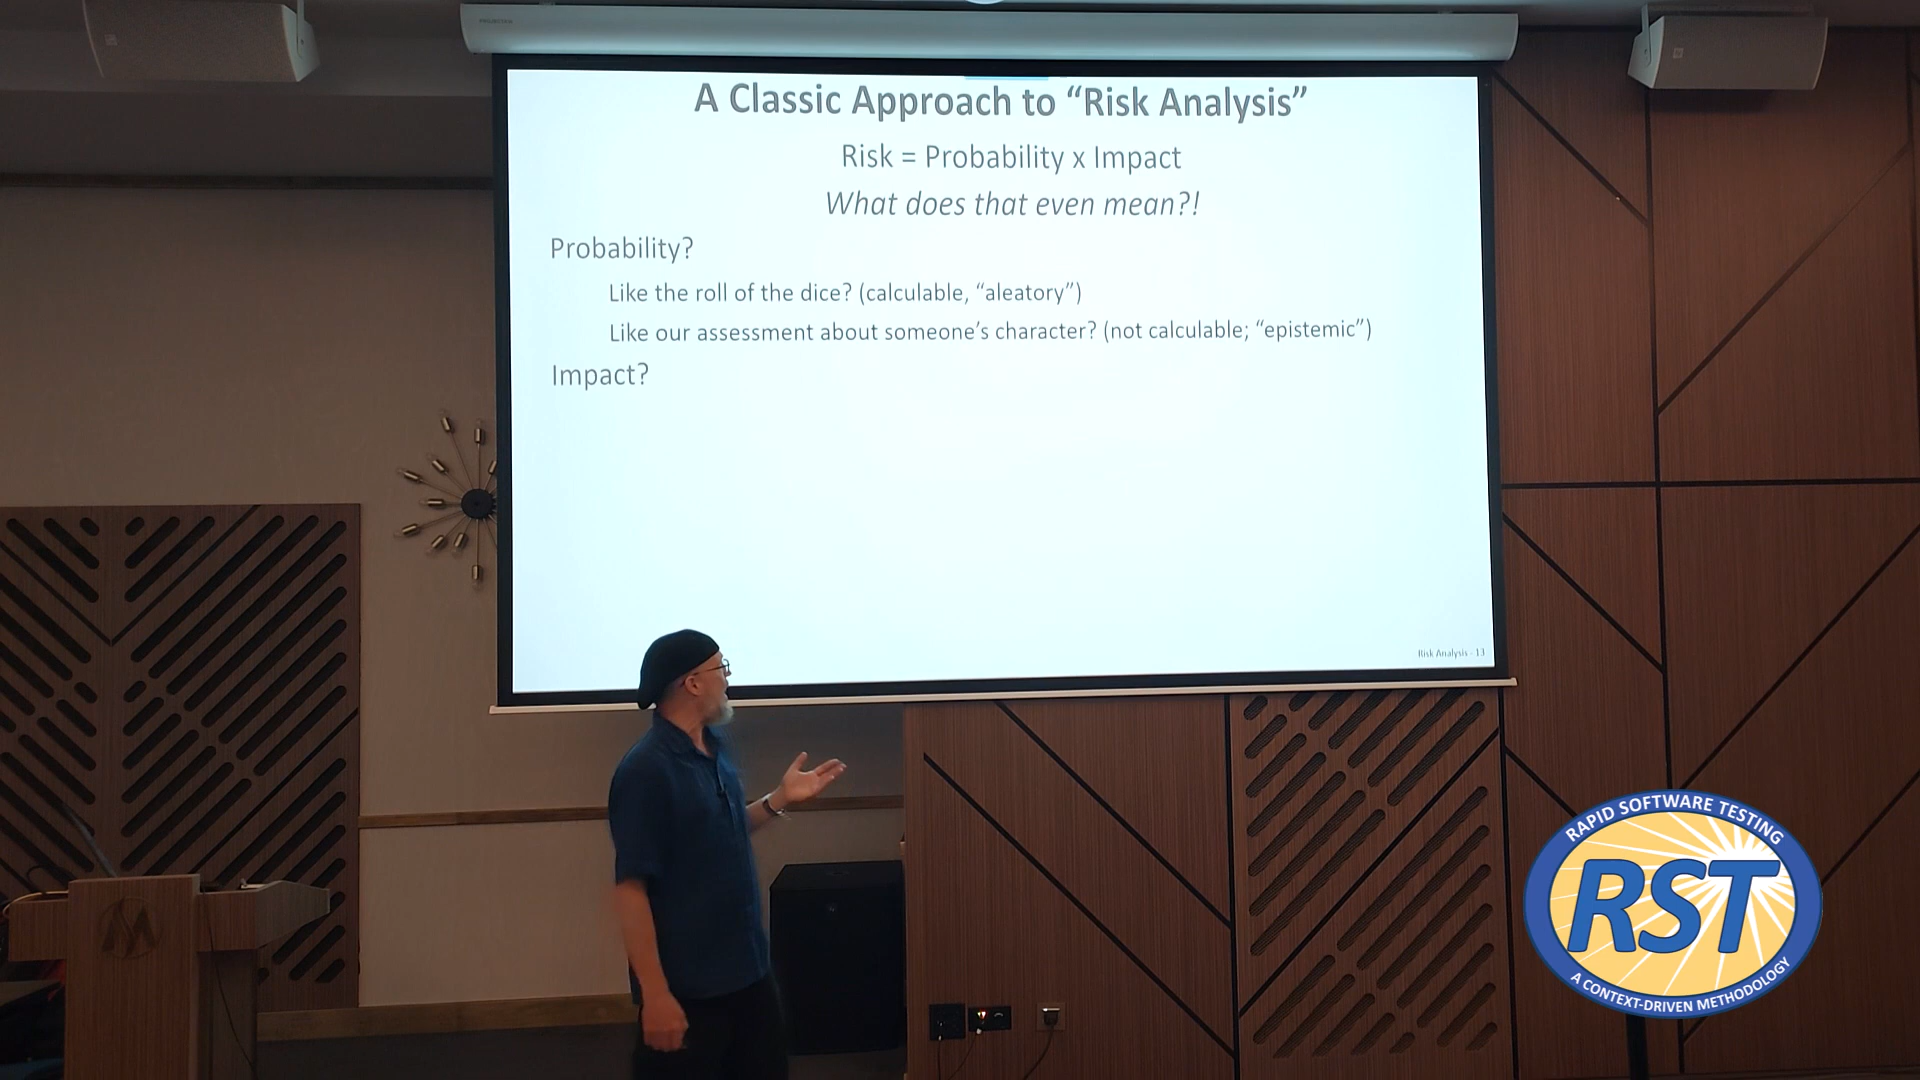 A Classic Approach to “Risk Analysis”
Risk = Probability x Impact
What does that even mean?!
Probability?
Like the roll of the dice? (calculable, “aleatory”)
Like our assessment about someone’s character? (not calculable; “epistemic”)
Impact?
Risk Analysis - 13
RAPID SOFTWARE TESTING
RST
A CONTEXT-DRIVEN METHODOLOGY